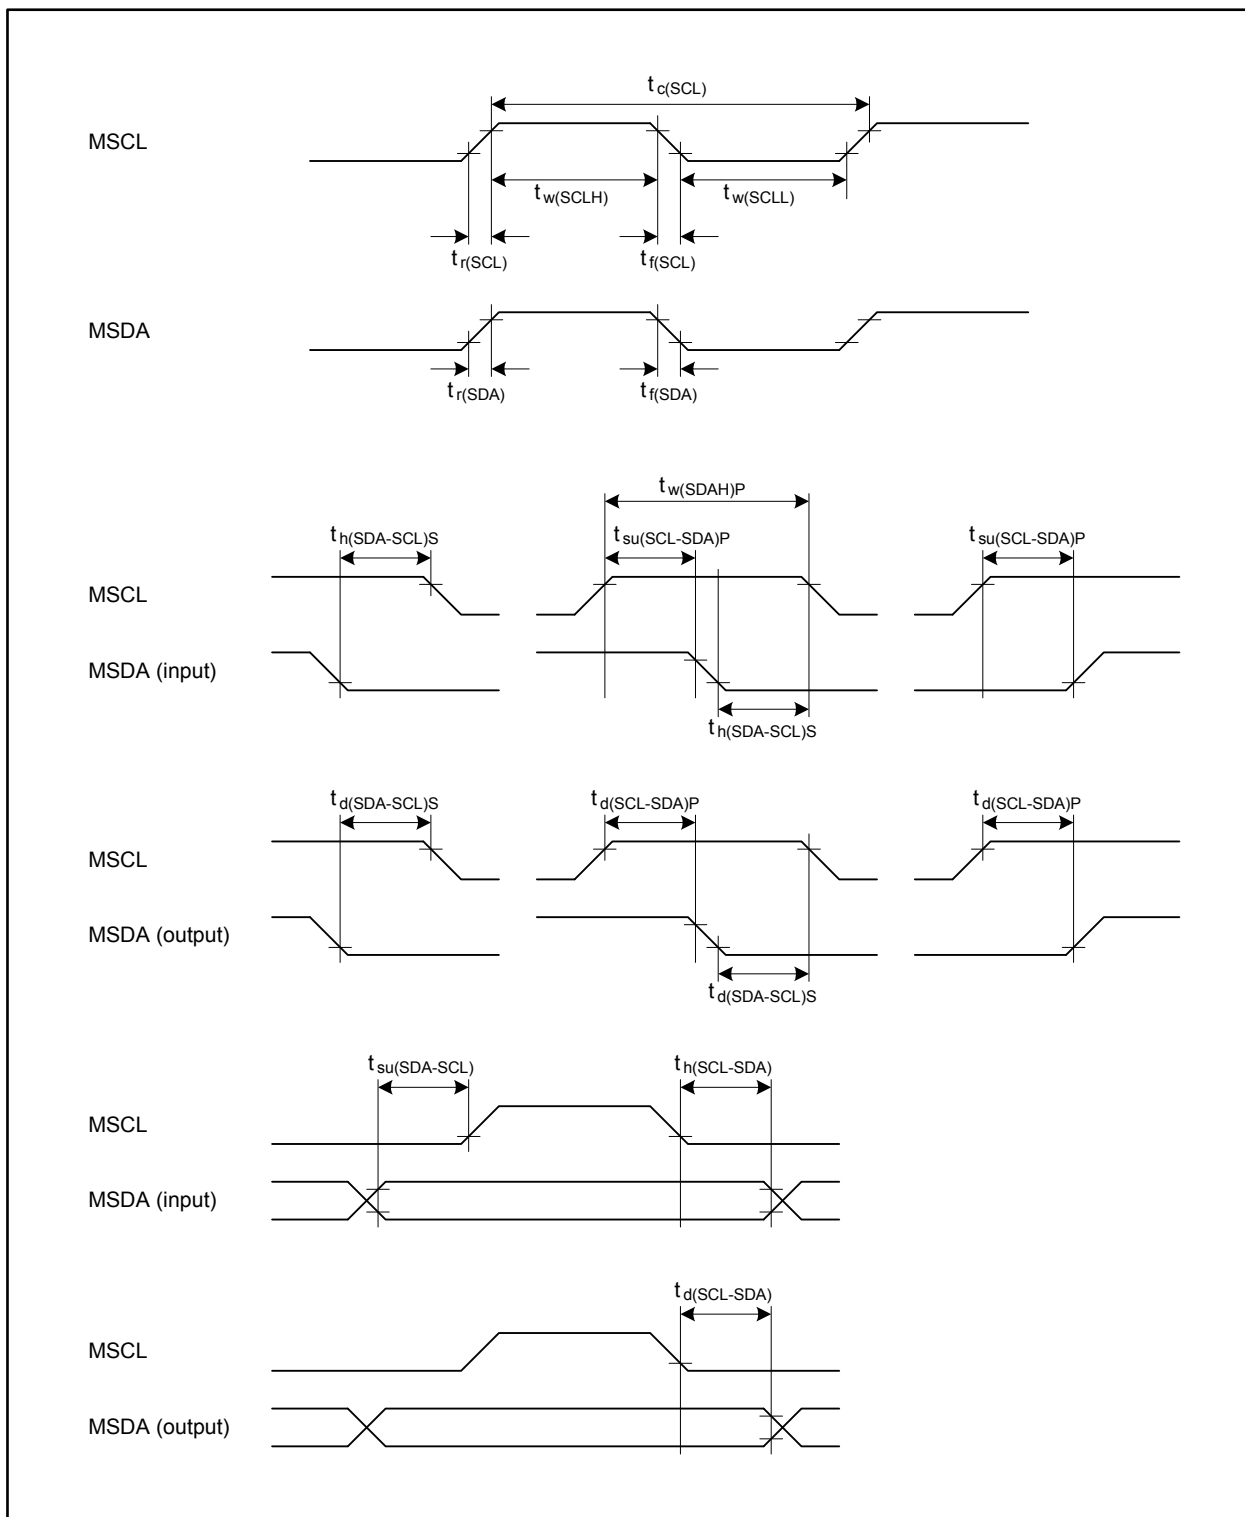 tc(SCL)
MSCL
tw(SCLH) tw(SCLL)
tr(SCL) tf(SCL)
MSDA
tr(SDA) tf(SDA)
tw(SDAH)P
th(SDA-SCL)S tsu(SCL-SDA)P tsu(SCL-SDA)P
MSCL
MSDA (input)
th(SDA-SCL)S
td(SDA-SCL)S td(SCL-SDA)P td(SCL-SDA)P
MSCL
MSDA (output)
td(SDA-SCL)S
tsu(SDA-SCL) th(SCL-SDA)
MSCL
MSDA (input)
td(SCL-SDA)
MSCL
MSDA (output)